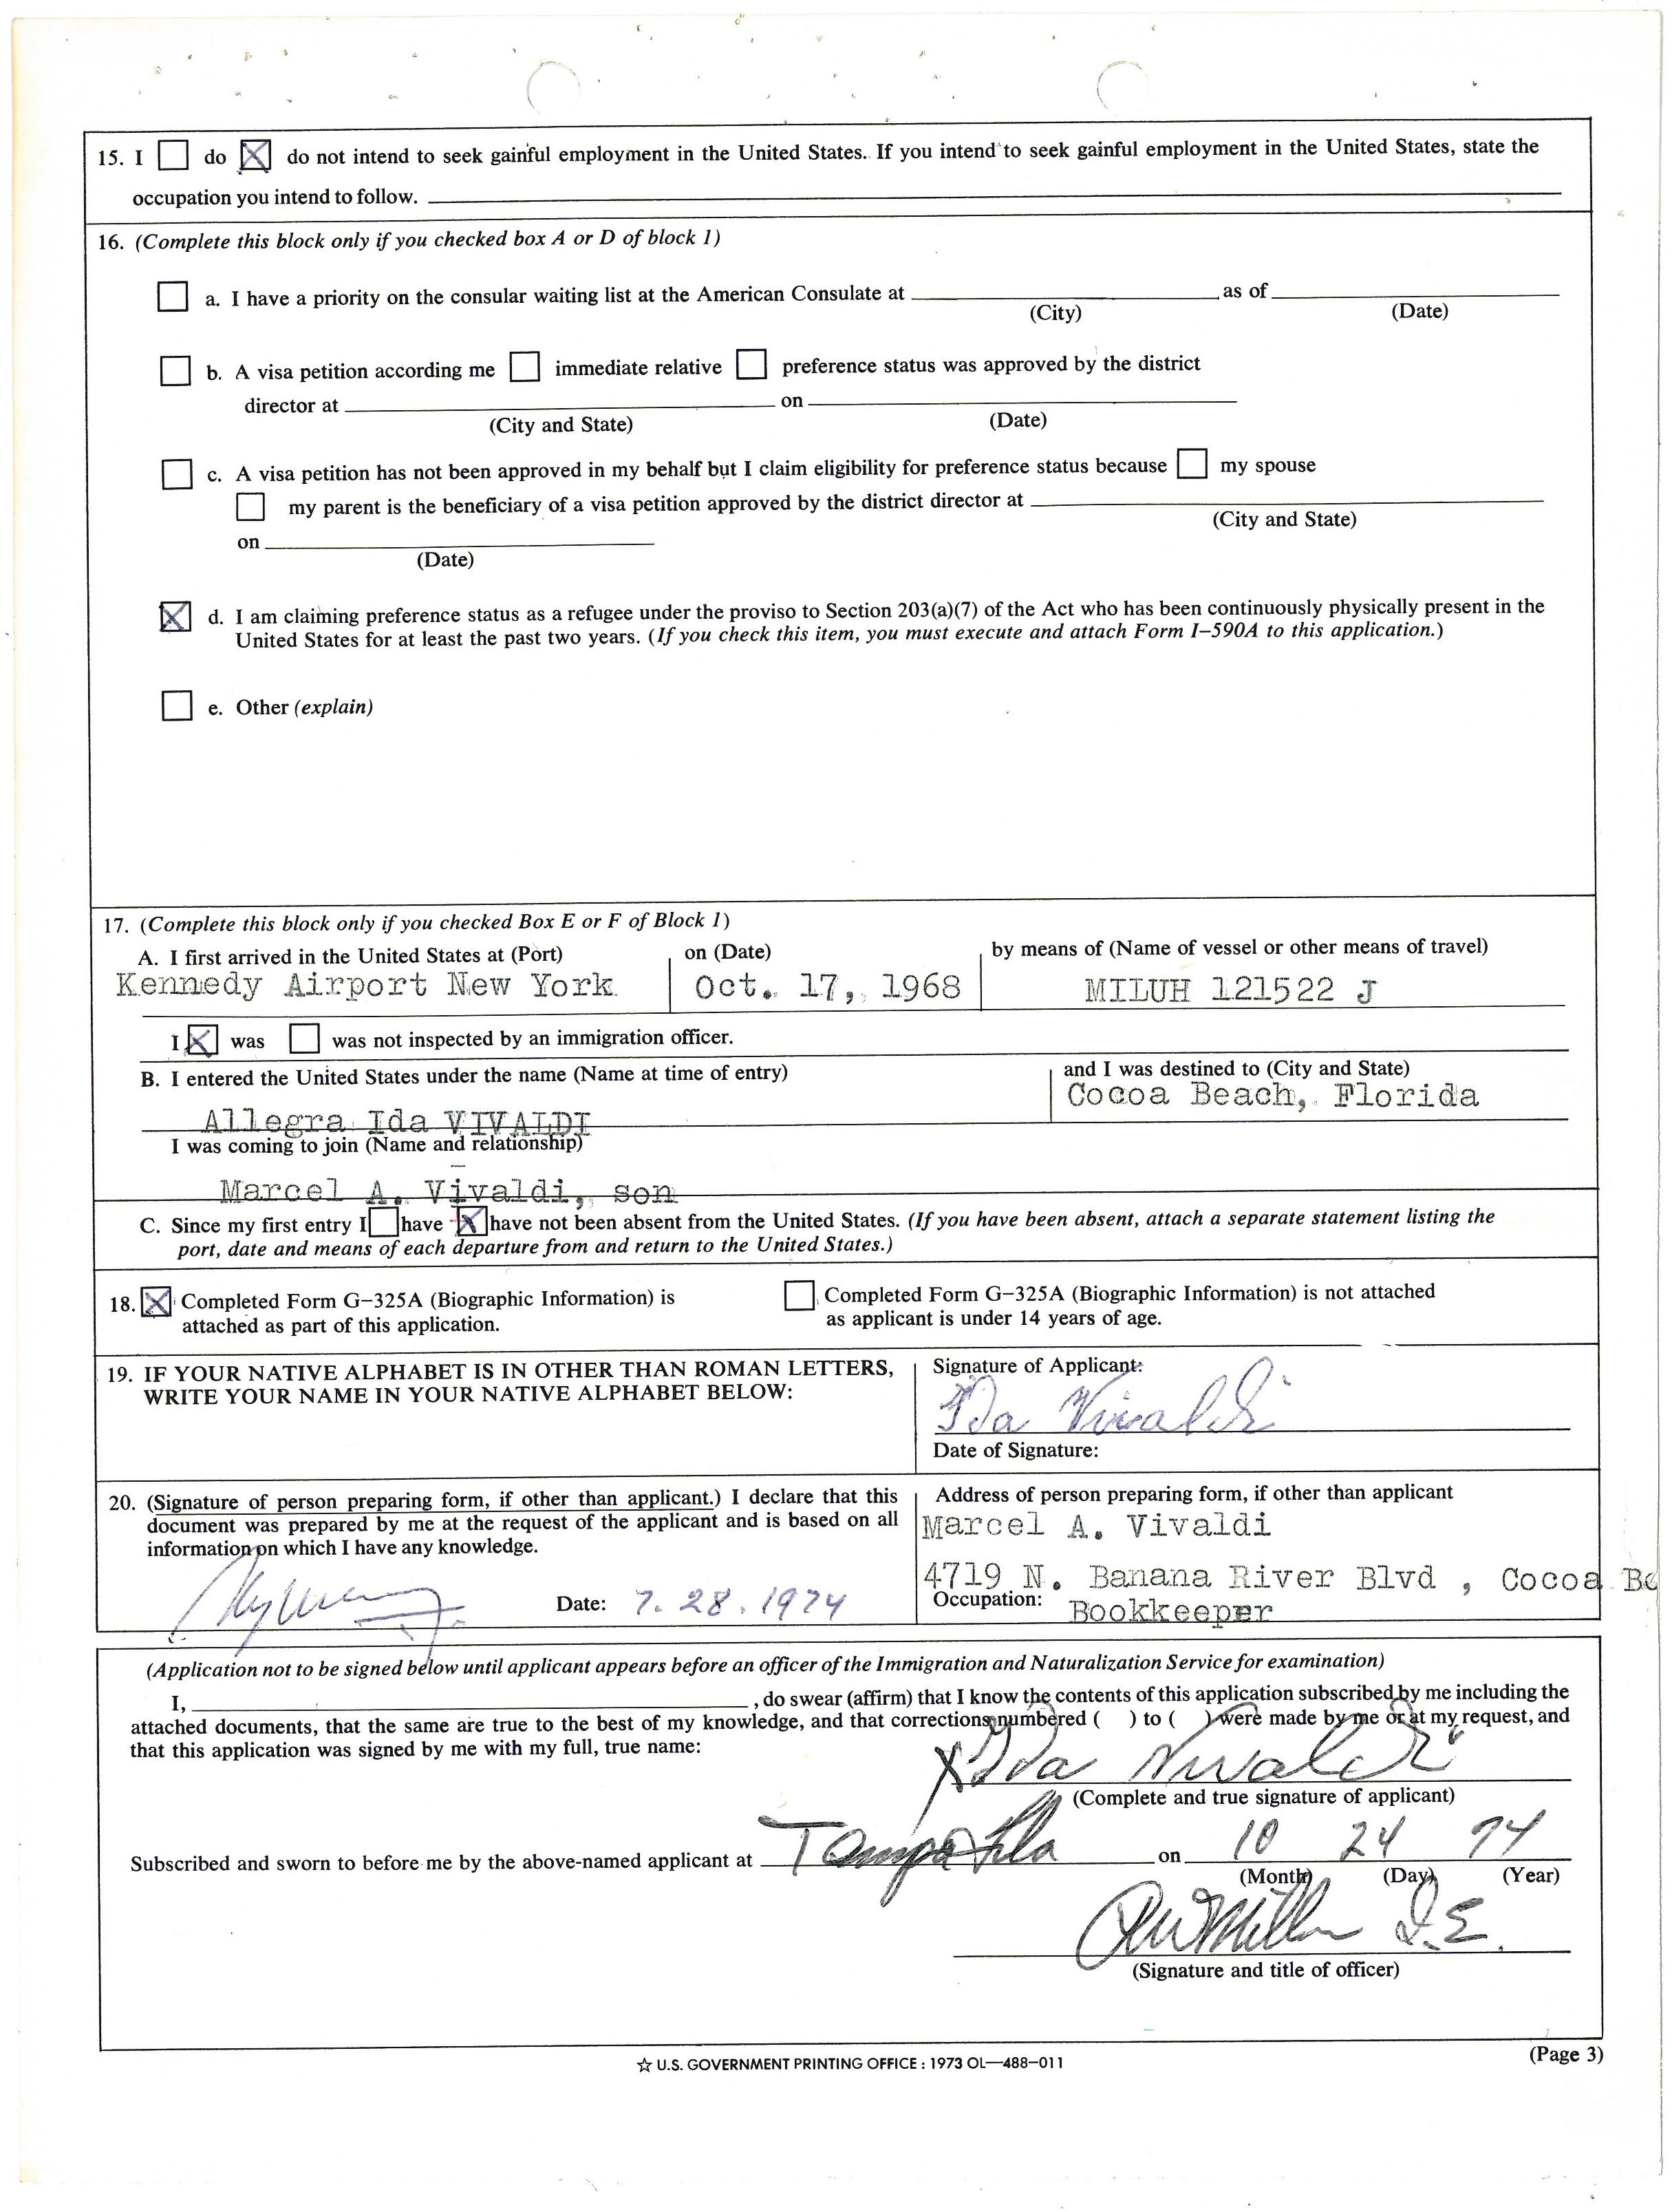 15. I do do not intend to seek gainful employment in the United States. If you intend to seek gainful employment in the United States, state the
occupation you intend to follow.
16. (Complete this block only if you checked box A or D of block 1)
a. I have a priority on the consular waiting list at the American Consulate at as of
(City) (Date)
b. A visa petition according me immediate relative preference status was approved by the district
director at on
(City and State) (Date)
c. A visa petition has not been approved in my behalf but I claim eligibility for preference status because my spouse
my parent is the beneficiary of a visa petition approved by the district director at
(City and State)
on
(Date)
d. I am claiming preference status as a refugee under the proviso to Section 203(a)(7) of the Act who has been continuously physically present in the
United States for at least the past two years. (If you check this item, you must execute and attach Form I-590A to this application.)
e. Other (explain)
17. (Complete this block only if you checked Box E or F of Block 1)
A. I first arrived in the United States at (Port) on (Date) by means of (Name of vessel or other means of travel)
Kennedy Airport New York Oct. 17, 1968 MILUH 121522 J
I was was not inspected by an immigration officer.
B. I entered the United States under the name (Name at time of entry) and I was destined to (City and State)
Allegra Ida VIVALDI Cocoa Beach, Florida
I was coming to join (Name and relationship)
Marcel A. Vivaldi, son
C. Since my first entry I have have not been absent from the United States. (If you have been absent, attach a separate statement listing the
port, date and means of each departure from and return to the United States.)
18. Completed Form G-325A (Biographic Information) is Completed Form G-325A (Biographic Information) is not attached
attached as part of this application. as applicant is under 14 years of age.
19. IF YOUR NATIVE ALPHABET IS IN OTHER THAN ROMAN LETTERS, Signature of Applicant:
WRITE YOUR NAME IN YOUR NATIVE ALPHABET BELOW:
Ida Vivaldi
Date of Signature:
20. (Signature of person preparing form, if other than applicant.) I declare that this Address of person preparing form, if other than applicant
document was prepared by me at the request of the applicant and is based on all Marcel A. Vivaldi
information on which I have any knowledge.
4719 N. Banana River Blvd , Cocoa Be
Date: 7.28.1974 Occupation: Bookkeeper
(Application not to be signed below until applicant appears before an officer of the Immigration and Naturalization Service for examination)
I, , do swear (affirm) that I know the contents of this application subscribed by me including the
attached documents, that the same are true to the best of my knowledge, and that corrections numbered ( ) to ( ) were made by me or at my request, and
that this application was signed by me with my full, true name:
X Ida Vivaldi
(Complete and true signature of applicant)
Subscribed and sworn to before me by the above-named applicant at Tampa Fla on 10 24 74
(Month) (Day) (Year)
(Signature and title of officer)
☆ U.S. GOVERNMENT PRINTING OFFICE : 1973 OL—488-011
(Page 3)